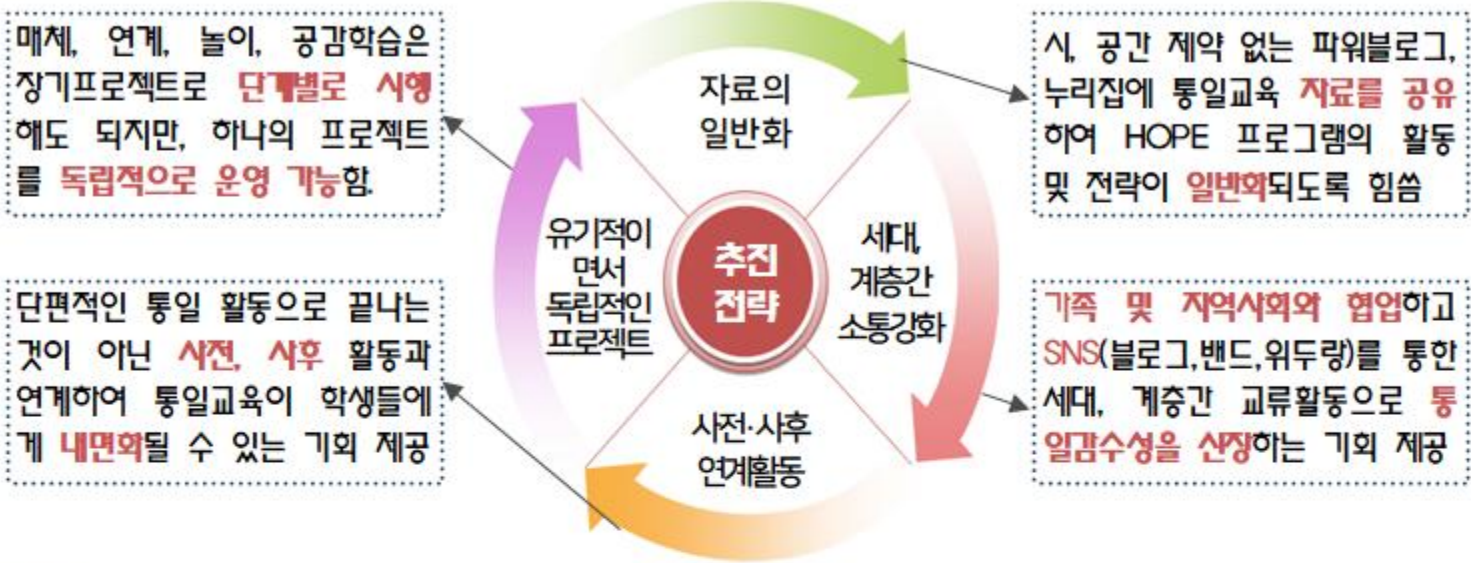 매체, 연계, 놀이, 공감학습은
장기프로젝트로 단계별로 시행
해도 되지만, 하나의 프로젝트
를 독립적으로 운영 가능함.
자료의
일반화
시, 공간 제약 없는 파워블로그,
누리집에 통일교육 자료를 공유
하여 HOPE 프로그램의 활동
및 전략이 일반화되도록 힘씀
유기적이
면서
독립적인
프로젝트
추진
전략
세대,
계층간
소통강화
단편적인 통일 활동으로 끝나는
것이 아닌 사전, 사후 활동과
연계하여 통일교육이 학생들에
게 내면화될 수 있는 기회 제공
사전·사후
연계활동
가족 및 지역사회와 협업하고
SNS(블로그,밴드,위두랑)를 통한
세대, 계층간 교류활동으로 통
일감수성을 신장하는 기회 제공